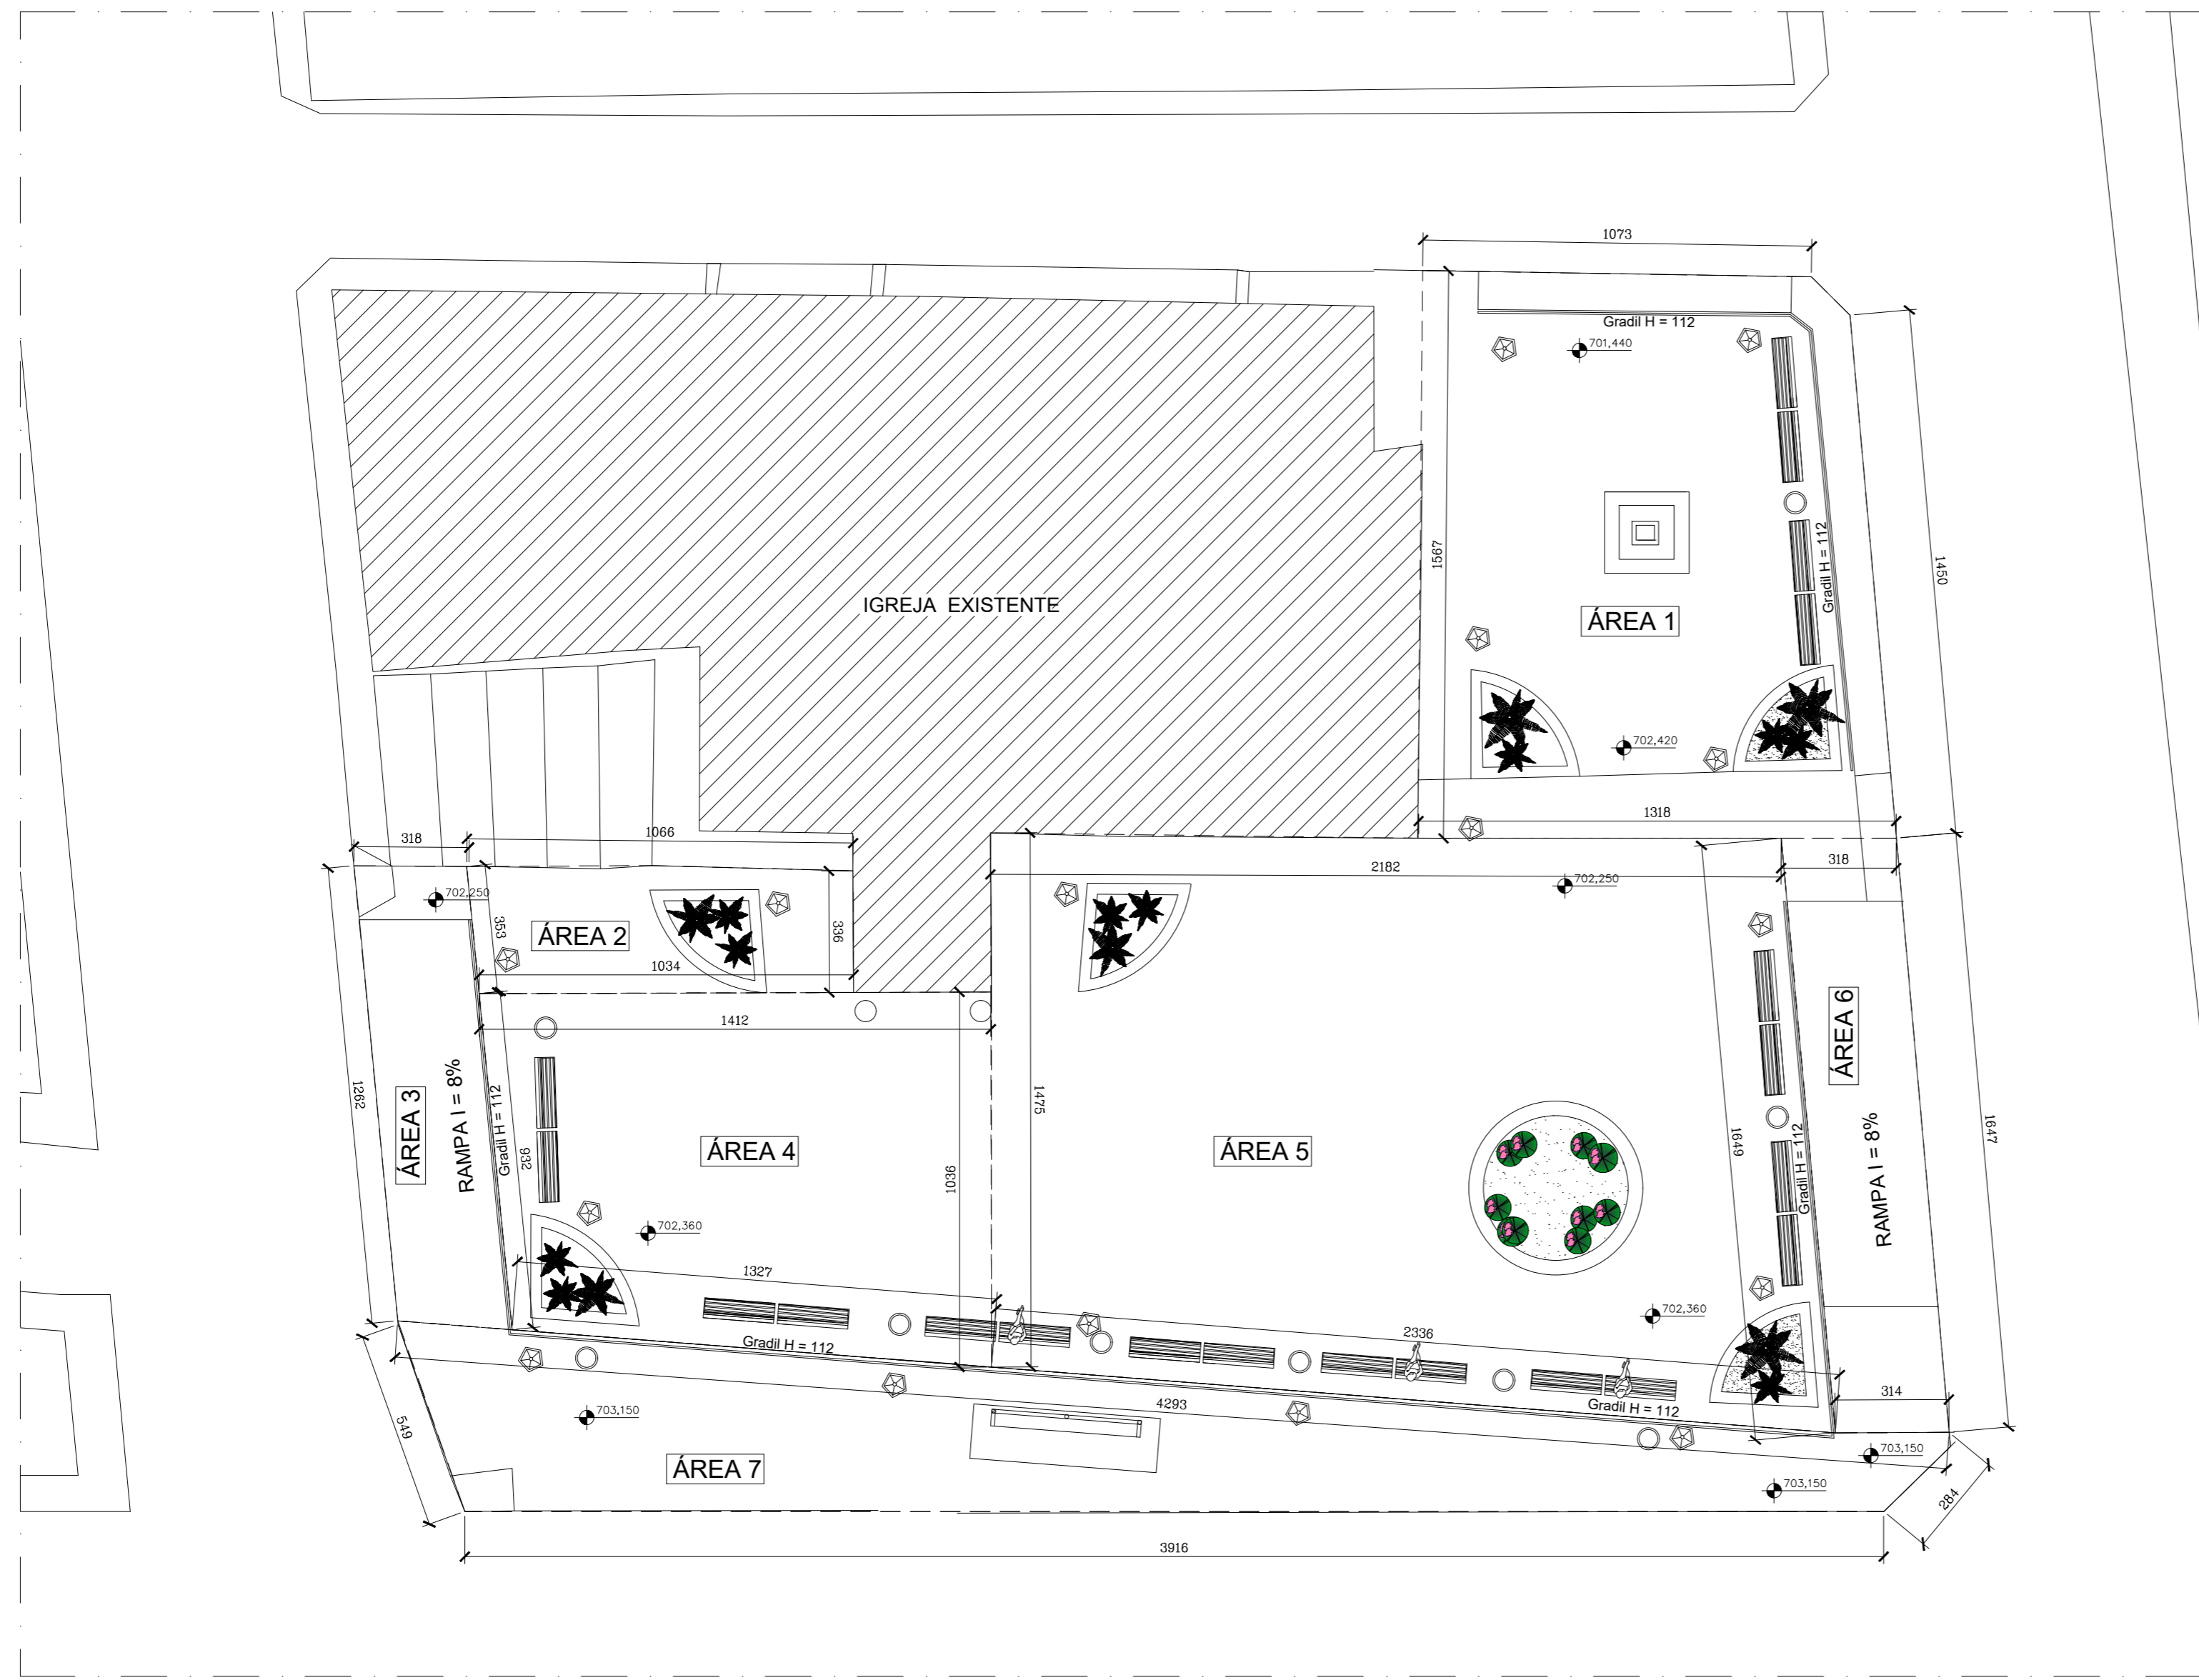 1073
Gradil H = 112
701,440
1567
Gradil H = 112
1450
IGREJA EXISTENTE
ÁREA 1
702,420
1318
318
1066
318
2182
702,250
702,250
353
ÁREA 2
336
1034
1412
ÁREA 6
1262
ÁREA 3
RAMPA I = 8%
Gradil H = 112
932
ÁREA 4
1036
1475
ÁREA 5
1649
Gradil H = 112
RAMPA I = 8%
1647
702,360
1327
702,360
2336
Gradil H = 112
4293
314
Gradil H = 112
549
703,150
703,150
ÁREA 7
703,150
284
3916